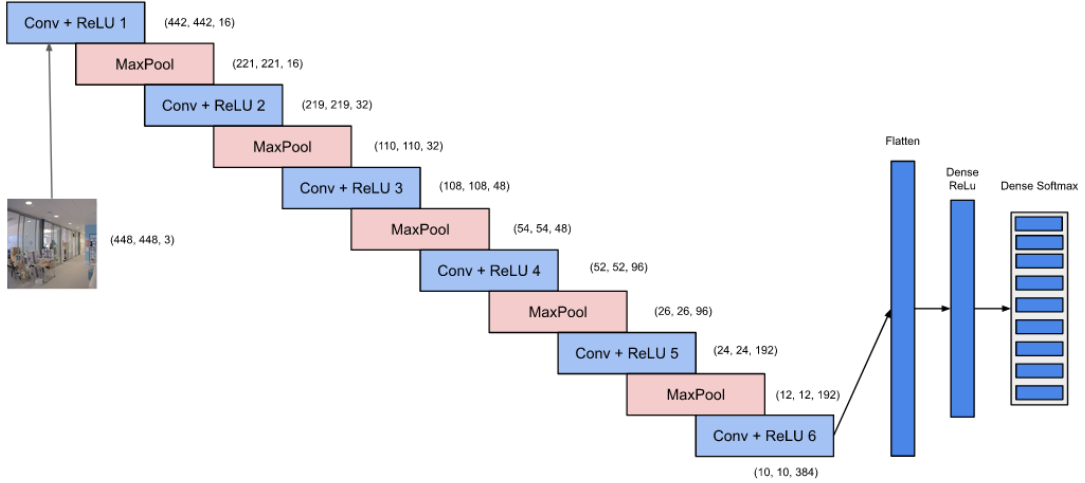 Conv + ReLU 1
(442, 442, 16)
MaxPool
(221, 221, 16)
Conv + ReLU 2
(219, 219, 32)
MaxPool
(110, 110, 32)
Conv + ReLU 3
(108, 108, 48)
MaxPool
(54, 54, 48)
Conv + ReLU 4
(52, 52, 96)
MaxPool
(26, 26, 96)
Conv + ReLU 5
(24, 24, 192)
MaxPool
(12, 12, 192)
Conv + ReLU 6
(10, 10, 384)
(448, 448, 3)
Flatten
Dense
ReLu
Dense Softmax